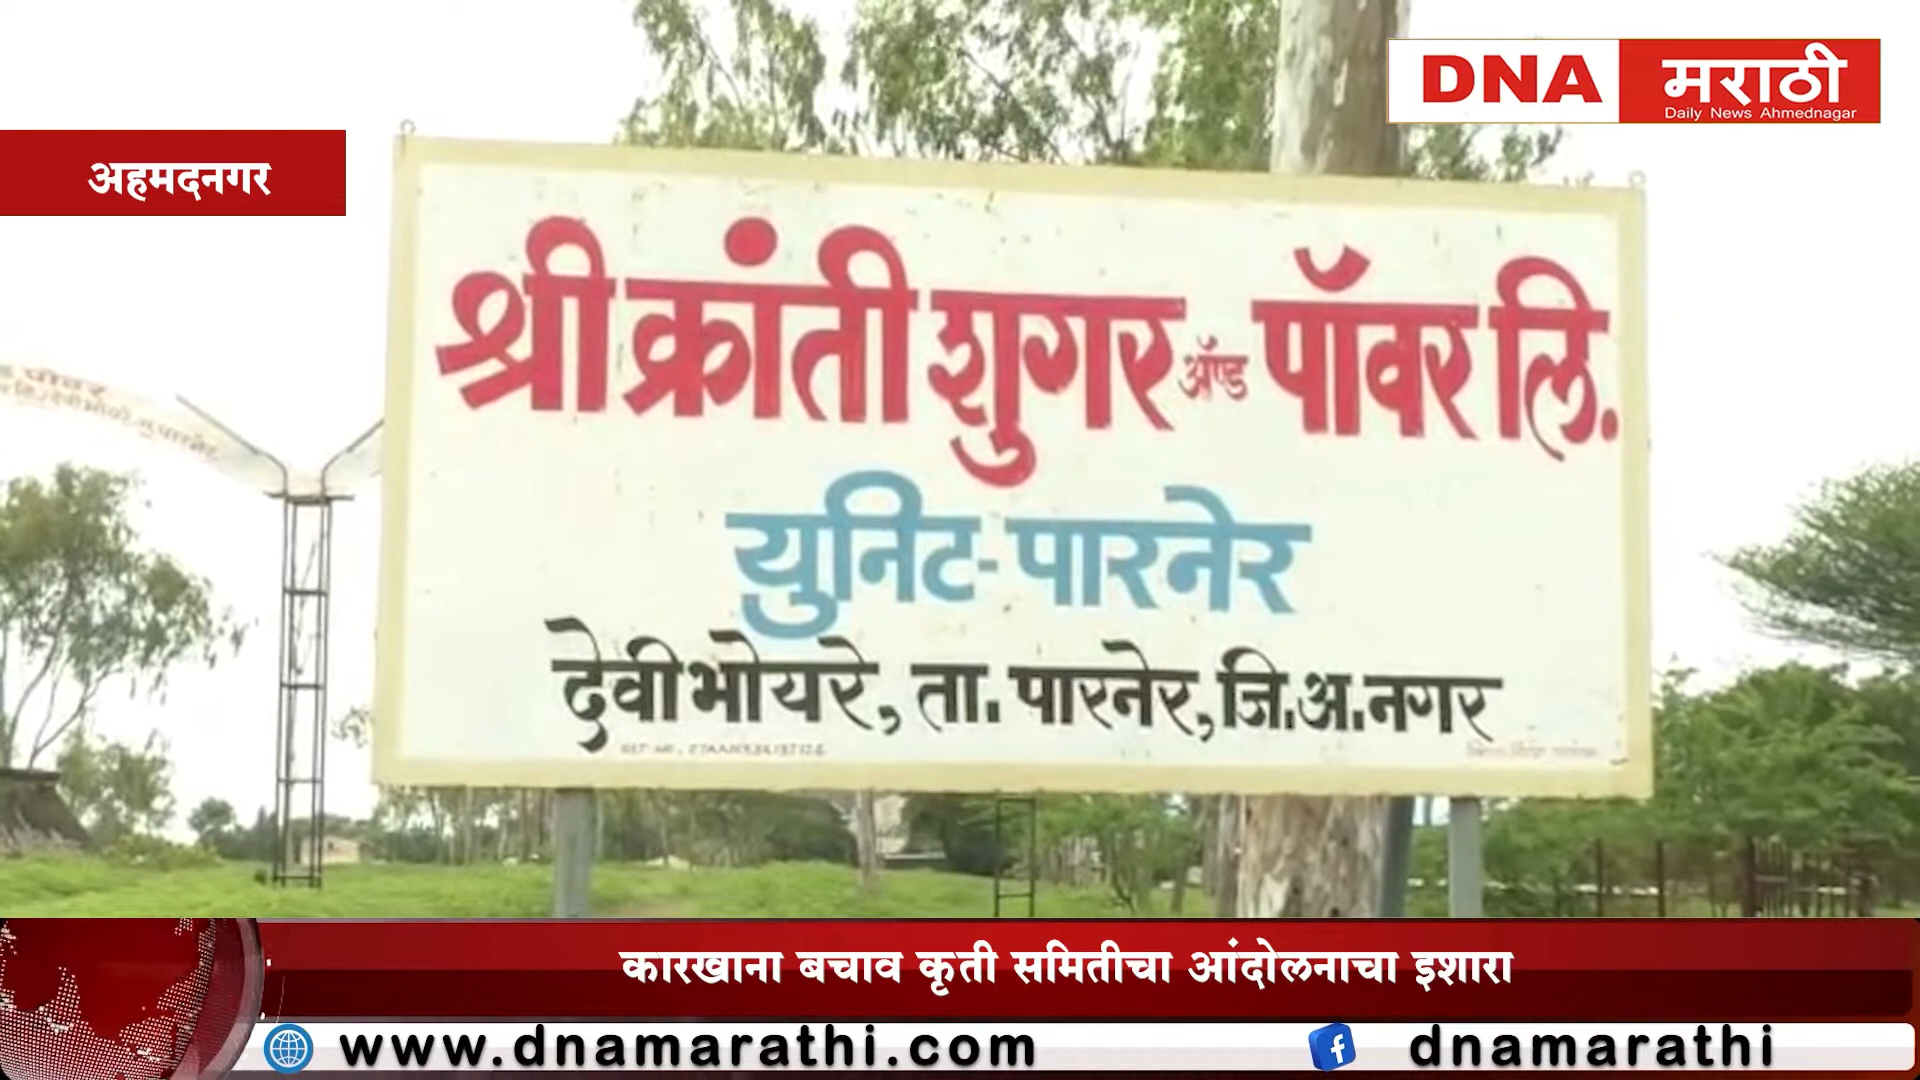 DNA मराठी
Daily News Ahmednagar
अहमदनगर
श्री क्रांती शुगर अॅण्ड पॉवर लि.
युनिट-पारनेर
देवीभोयरे, ता. पारनेर, जि.अ.नगर
कारखाना बचाव कृती समितीचा आंदोलनाचा इशारा
www.dnamarathi.com
dnamarathi